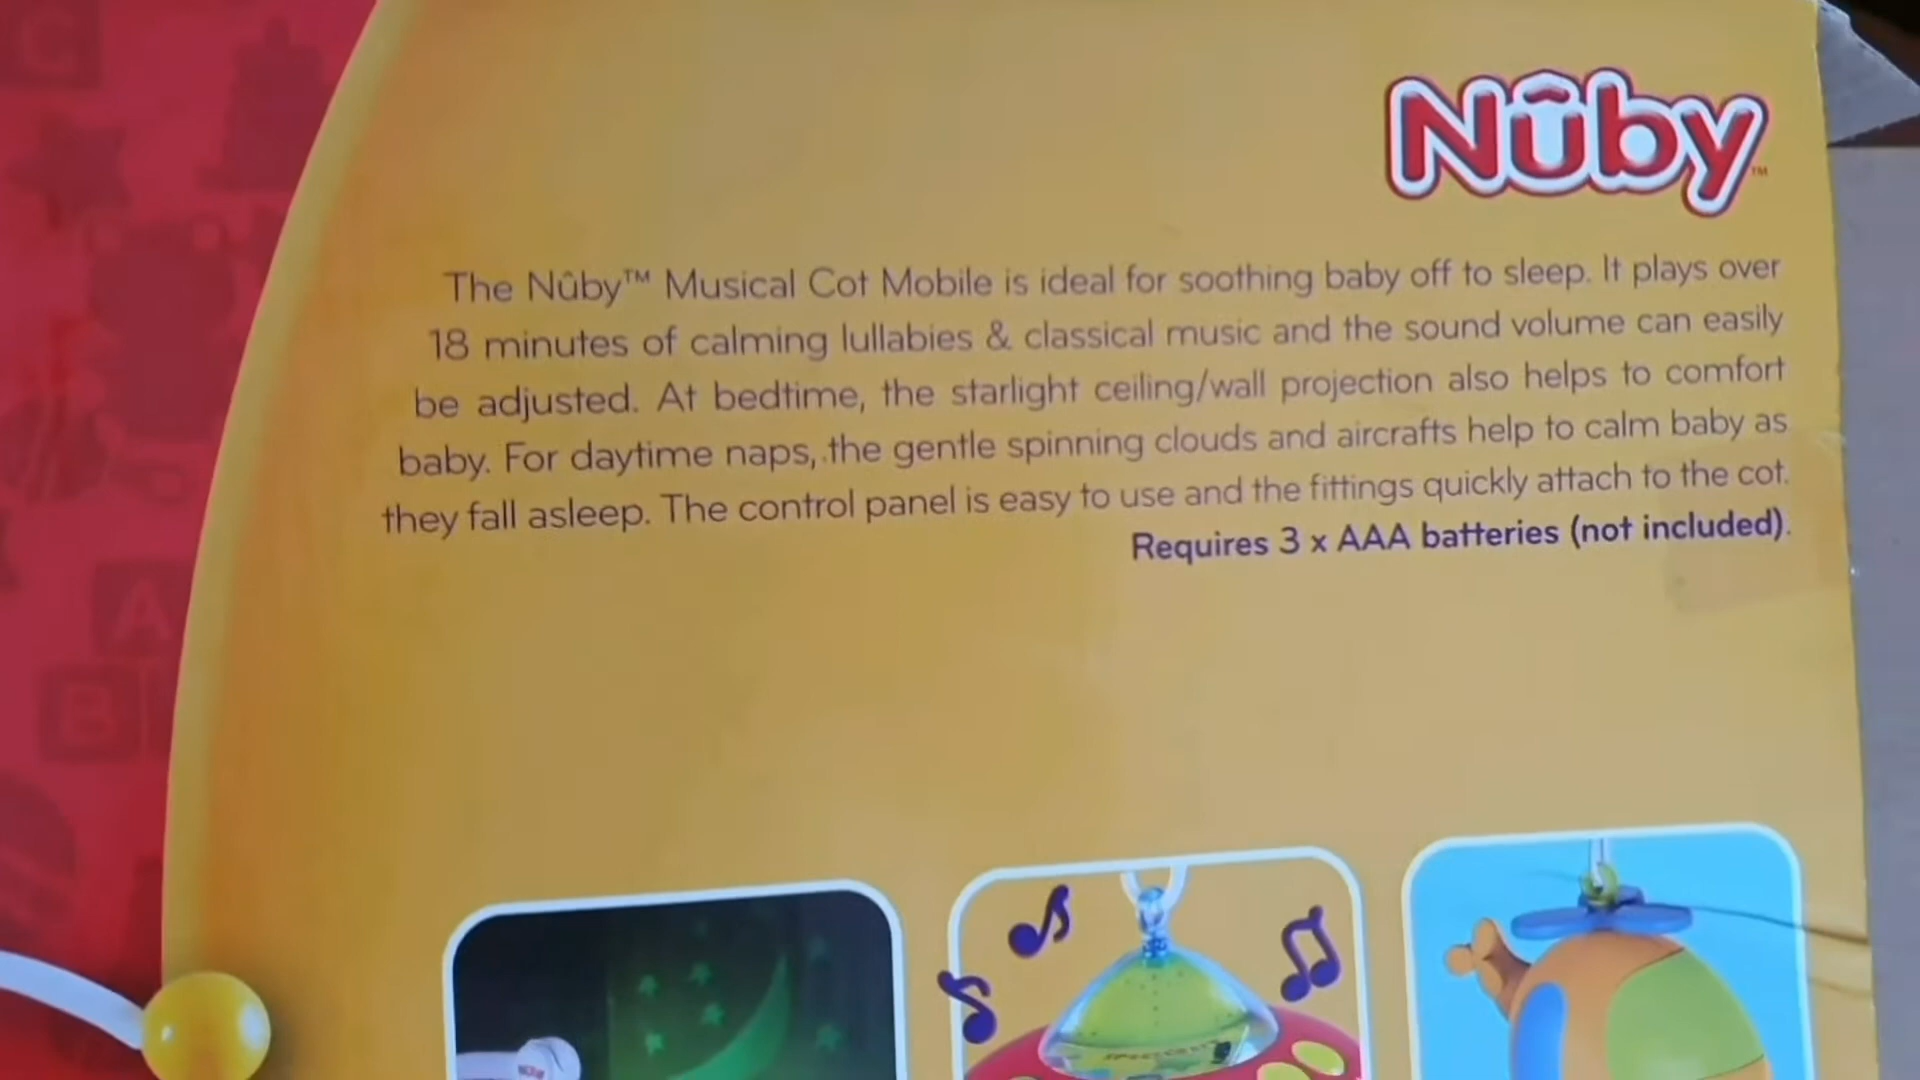 Nûby™
The Nûby™ Musical Cot Mobile is ideal for soothing baby off to sleep. It plays over
18 minutes of calming lullabies & classical music and the sound volume can easily
be adjusted. At bedtime, the starlight ceiling/wall projection also helps to comfort
baby. For daytime naps, the gentle spinning clouds and aircrafts help to calm baby as
they fall asleep. The control panel is easy to use and the fittings quickly attach to the cot.
Requires 3 x AAA batteries (not included).
C
A
B